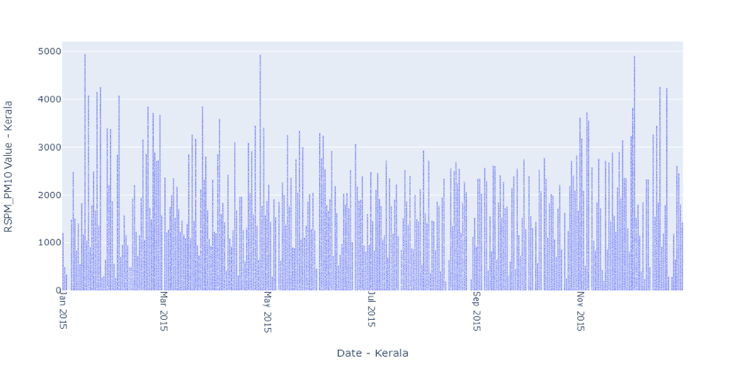 RSPM_PM10 Value - Kerala
5000
4000
3000
2000
1000
0
Jan 2015
Mar 2015
May 2015
Jul 2015
Sep 2015
Nov 2015
Date - Kerala